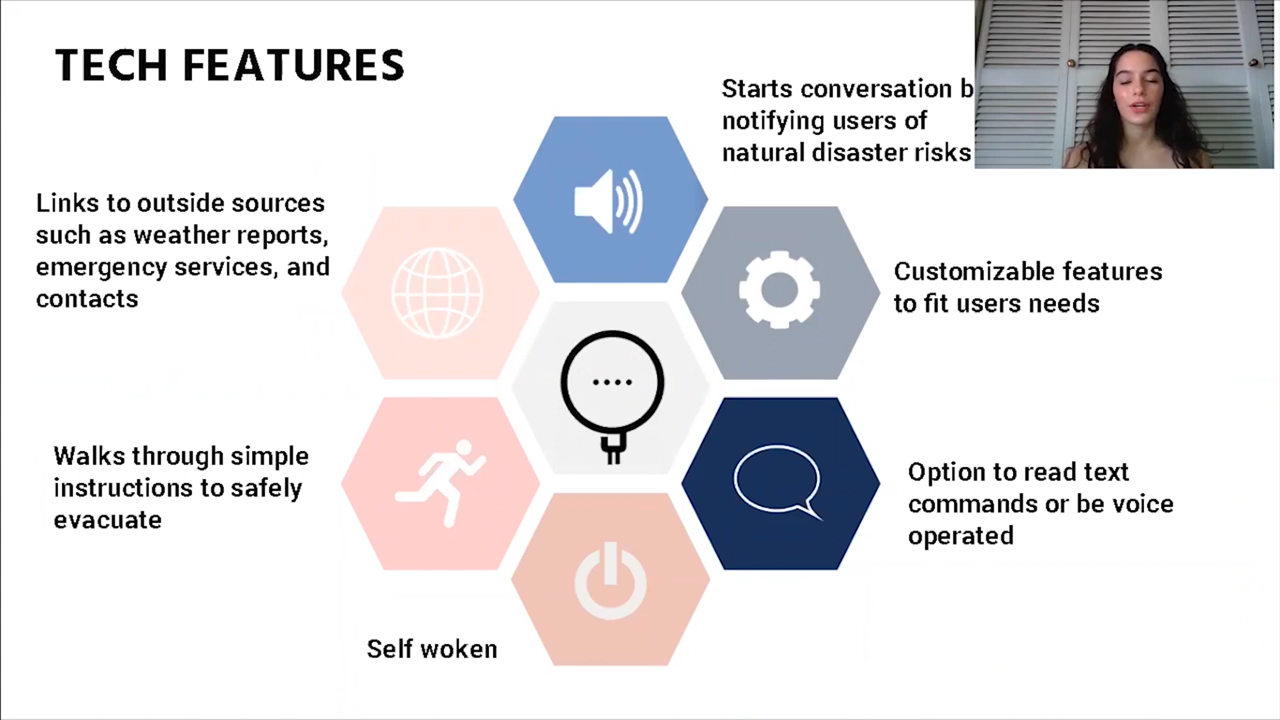 TECH FEATURES
Starts conversation b
notifying users of
natural disaster risks
Links to outside sources
such as weather reports,
emergency services, and
contacts
Customizable features
to fit users needs
Walks through simple
instructions to safely
evacuate
Option to read text
commands or be voice
operated
Self woken